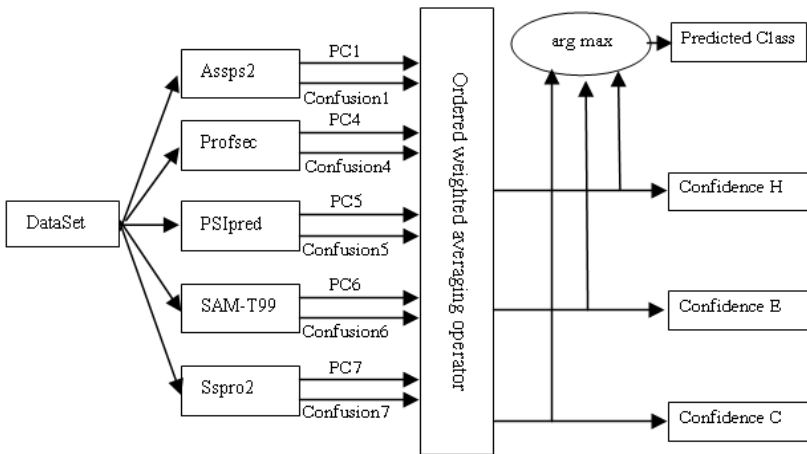 DataSet
Assps2
Profsec
PSIpred
SAM-T99
Sspro2
PC1
Confusion1
PC4
Confusion4
PC5
Confusion5
PC6
Confusion6
PC7
Confusion7
Ordered weighted averaging operator
arg max
Predicted Class
Confidence H
Confidence E
Confidence C